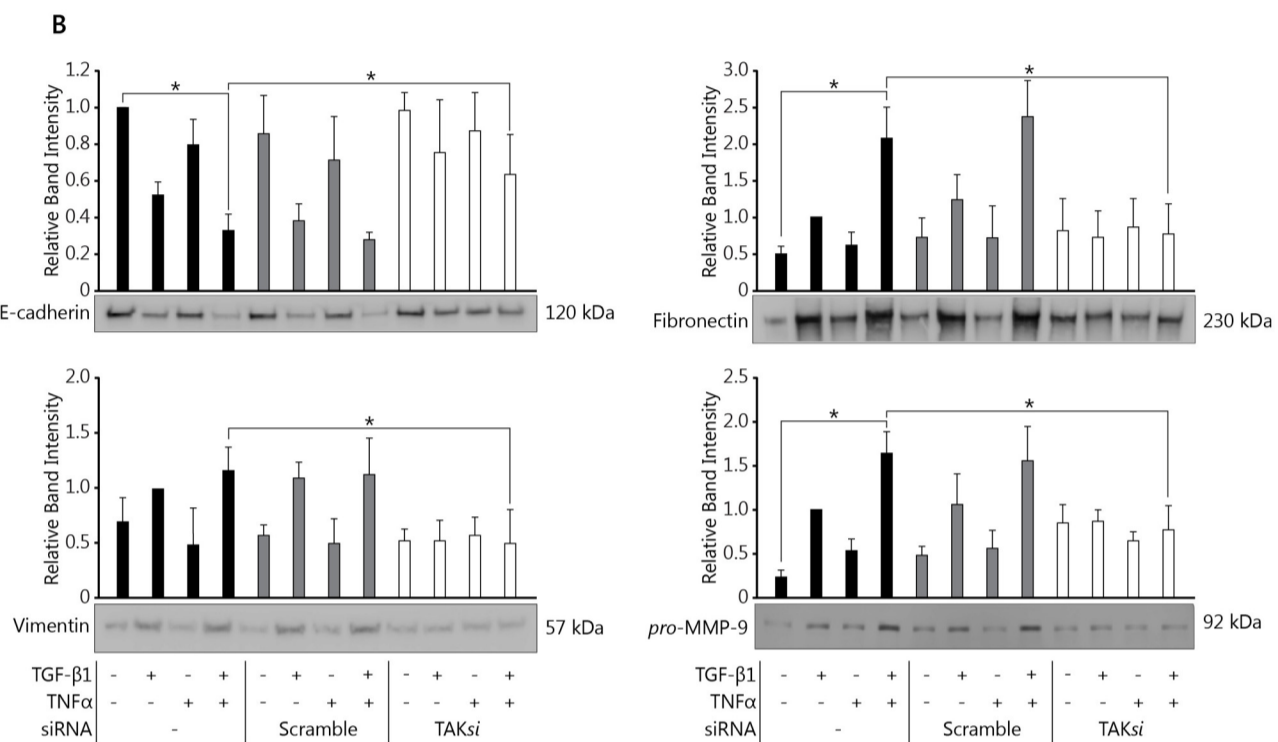 B
1.2
1.0
0.8
0.6
0.4
0.2
0
Relative Band Intensity
* *
E-cadherin 120 kDa
3.0
2.5
2.0
1.5
1.0
0.5
0
Relative Band Intensity
* *
Fibronectin 230 kDa
2.0
1.5
1.0
0.5
0
Relative Band Intensity
*
Vimentin 57 kDa
2.5
2.0
1.5
1.0
0.5
0
Relative Band Intensity
* *
pro-MMP-9 92 kDa
TGF-β1 - + - + - + - + - + - +
TNFα - - + + - - + + - - + +
siRNA - Scramble TAKsi
TGF-β1 - + - + - + - + - + - +
TNFα - - + + - - + + - - + +
siRNA - Scramble TAKsi